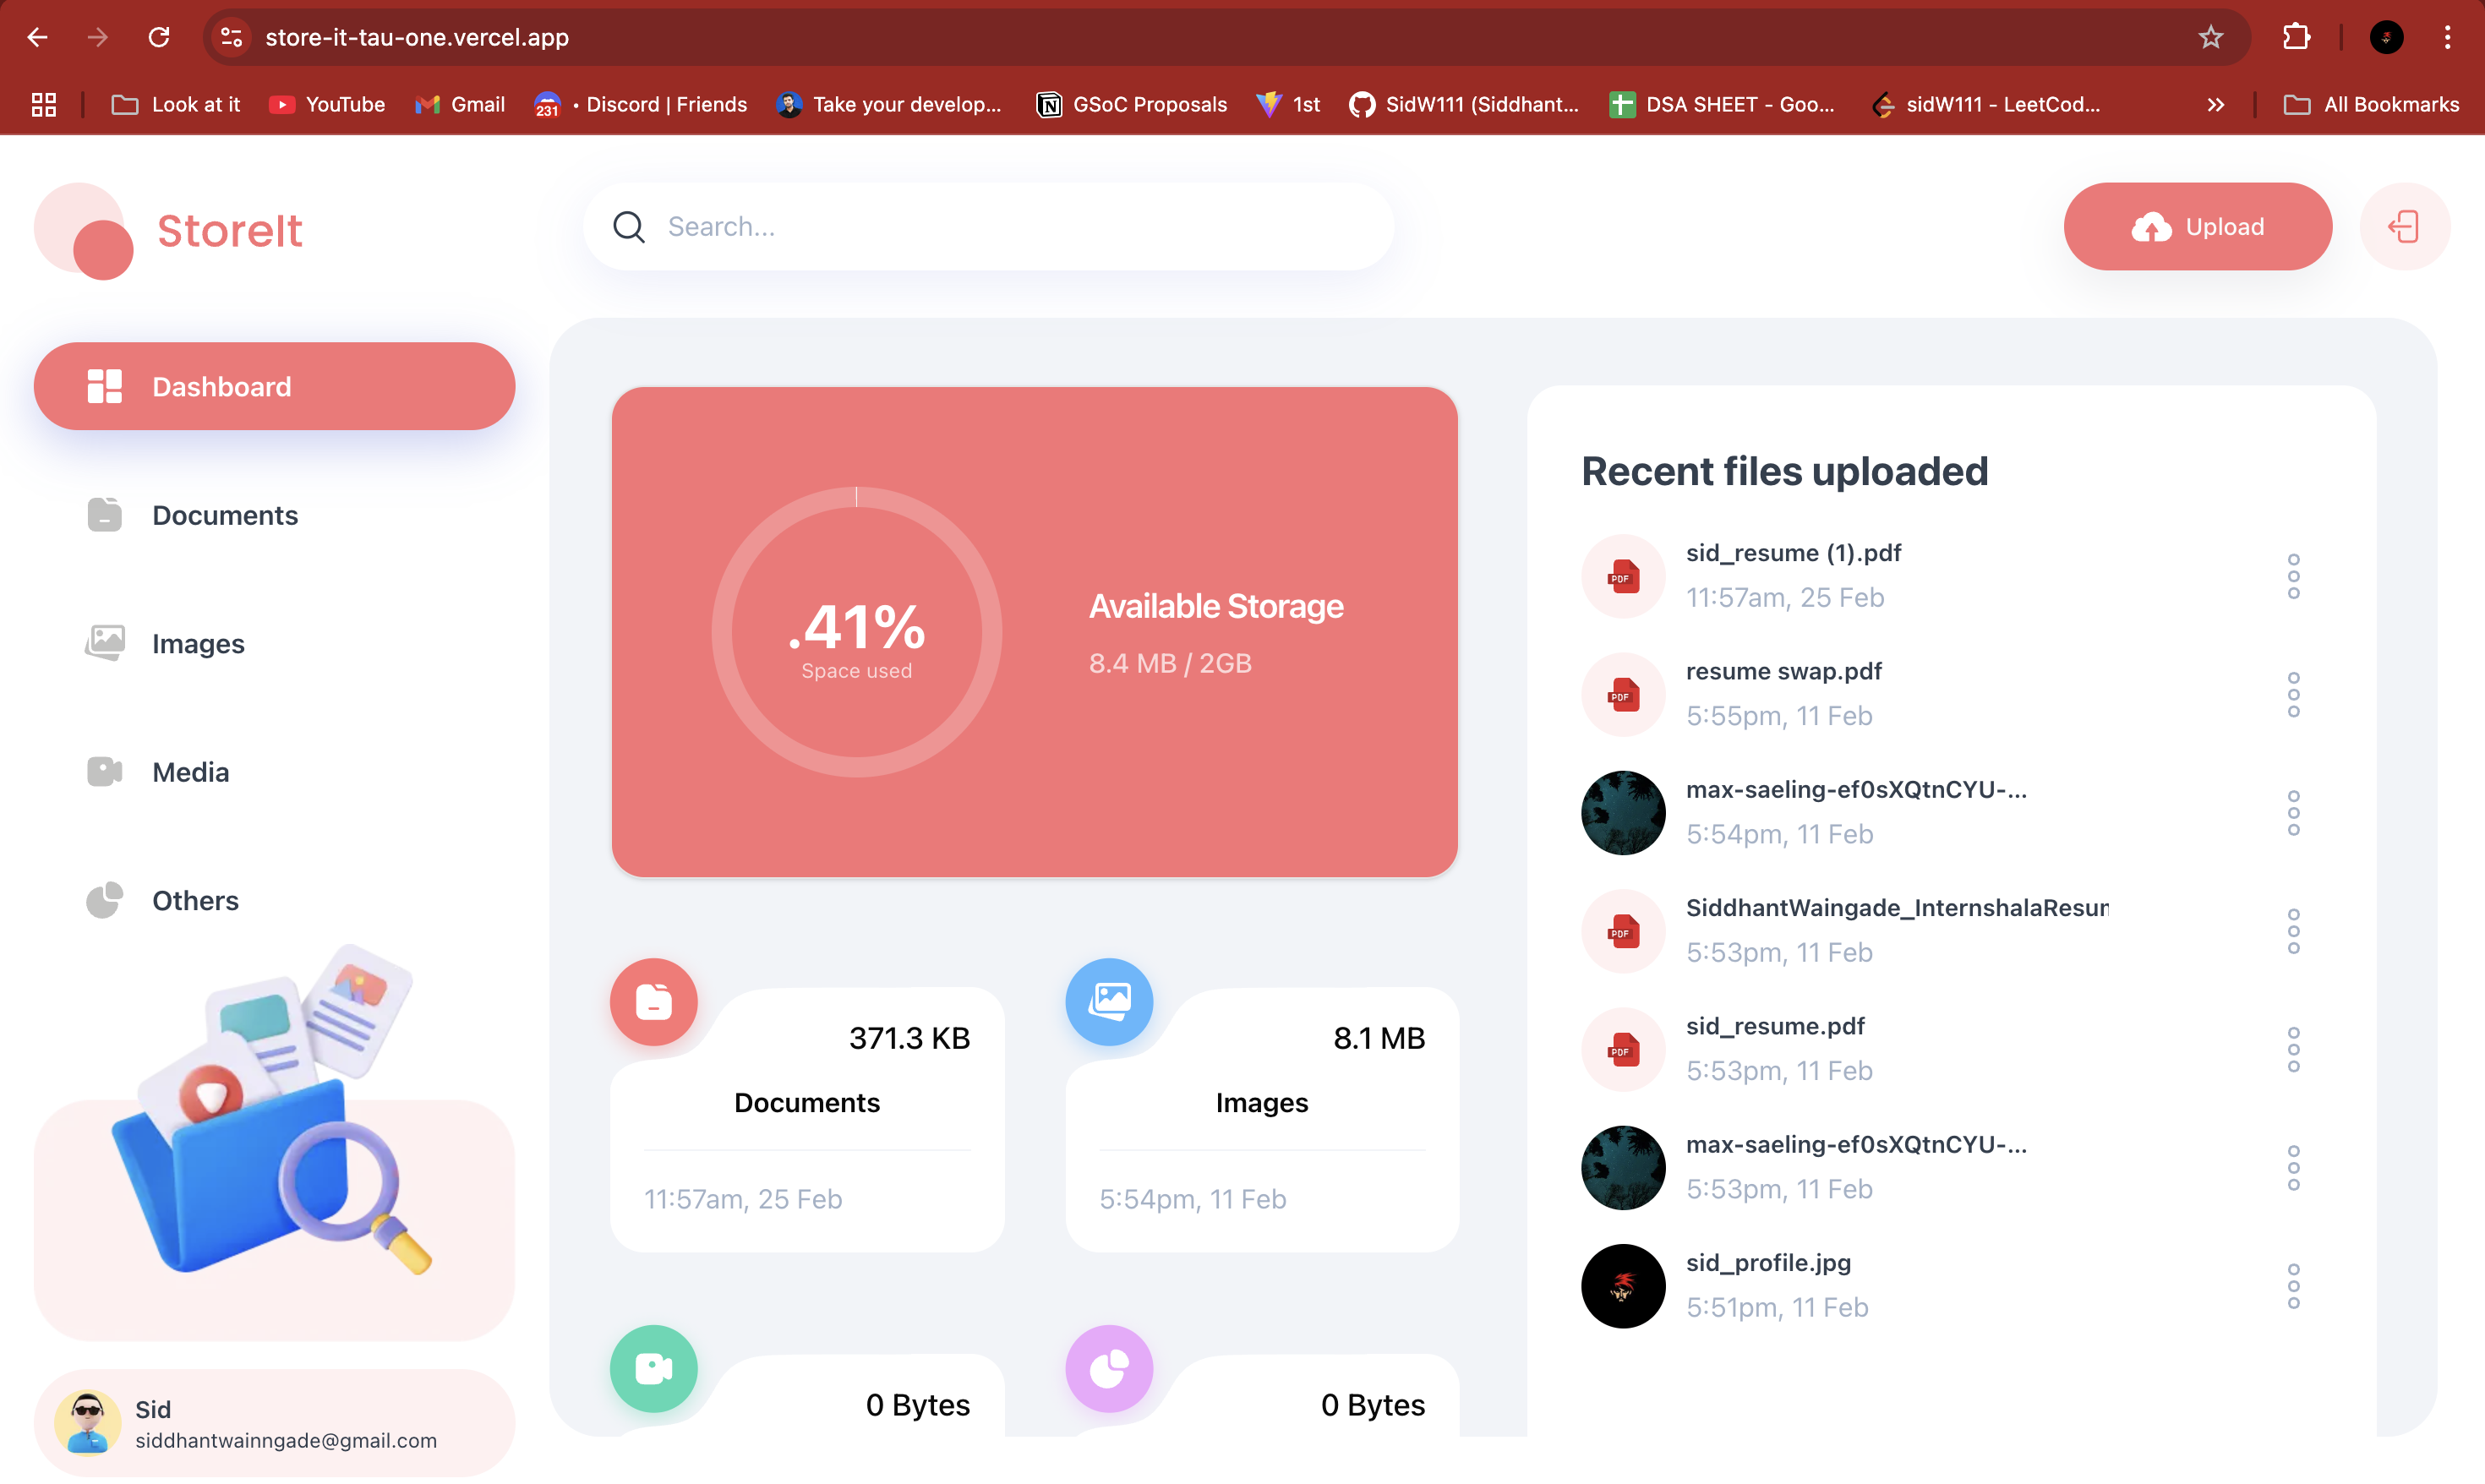 store-it-tau-one.vercel.app
Look at it
YouTube
Gmail
231
• Discord | Friends
Take your develop...
GSoC Proposals
1st
SidW111 (Siddhant...
DSA SHEET - Goo...
sidW111 - LeetCod...
»
All Bookmarks
StoreIt
Search...
Upload
Dashboard
Documents
Images
Media
Others
Sid
siddhantwainngade@gmail.com
.41%
Space used
Available Storage
8.4 MB / 2GB
371.3 KB
Documents
11:57am, 25 Feb
8.1 MB
Images
5:54pm, 11 Feb
0 Bytes
0 Bytes
Recent files uploaded
PDF
sid_resume (1).pdf
11:57am, 25 Feb
PDF
resume swap.pdf
5:55pm, 11 Feb
max-saeling-ef0sXQtnCYU-...
5:54pm, 11 Feb
PDF
SiddhantWaingade_InternshalaResur
5:53pm, 11 Feb
PDF
sid_resume.pdf
5:53pm, 11 Feb
max-saeling-ef0sXQtnCYU-...
5:53pm, 11 Feb
sid_profile.jpg
5:51pm, 11 Feb